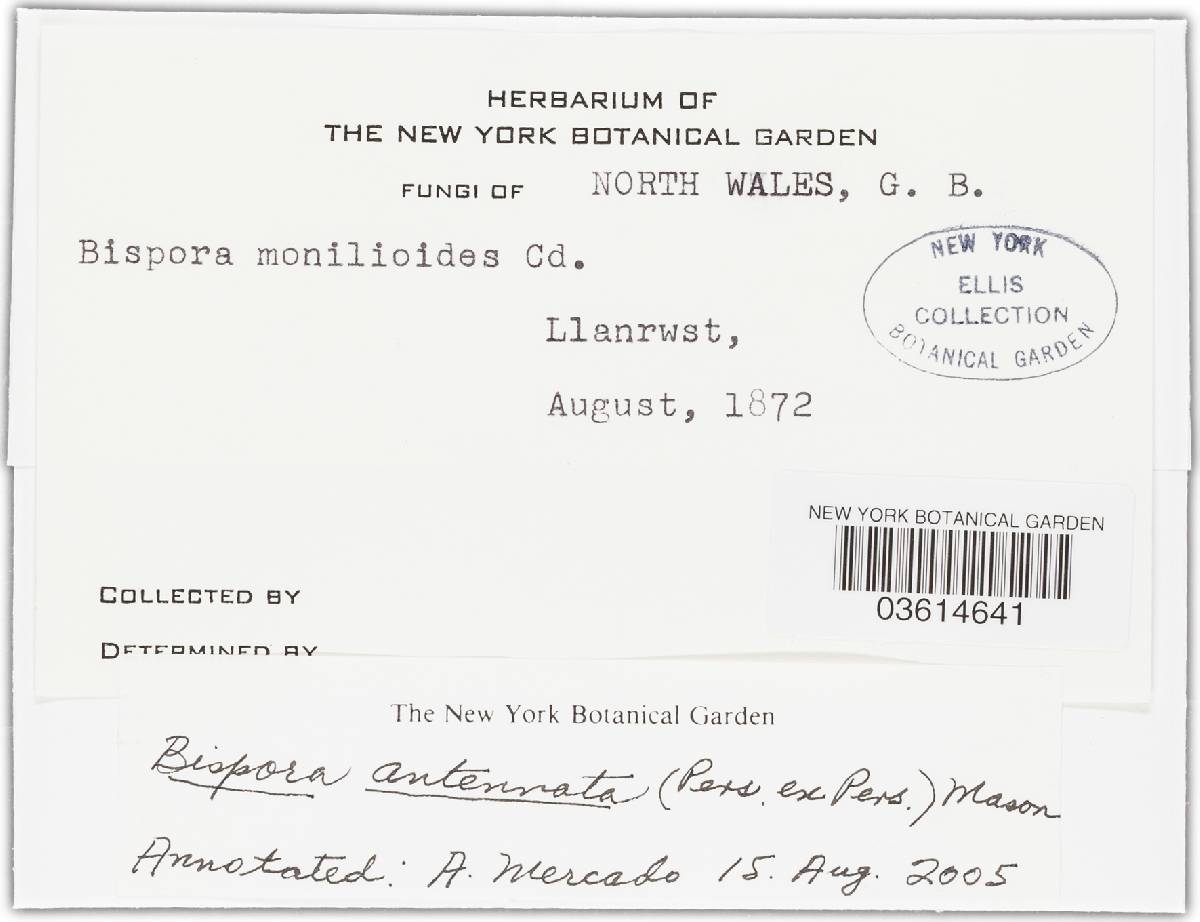 HERBARIUM OF
THE NEW YORK BOTANICAL GARDEN
FUNGI OF NORTH WALES, G. B.
Bispora monilioides Cd.
NEW YORK
ELLIS
COLLECTION
BOTANICAL GARDEN
Llanrwst,
August, 1872
NEW YORK BOTANICAL GARDEN
03614641
COLLECTED BY
DETERMINED BY
The New York Botanical Garden
Bispora antennata (Pers. ex Pers.) Mason
Annotated: A. Mercado 15. Aug. 2005